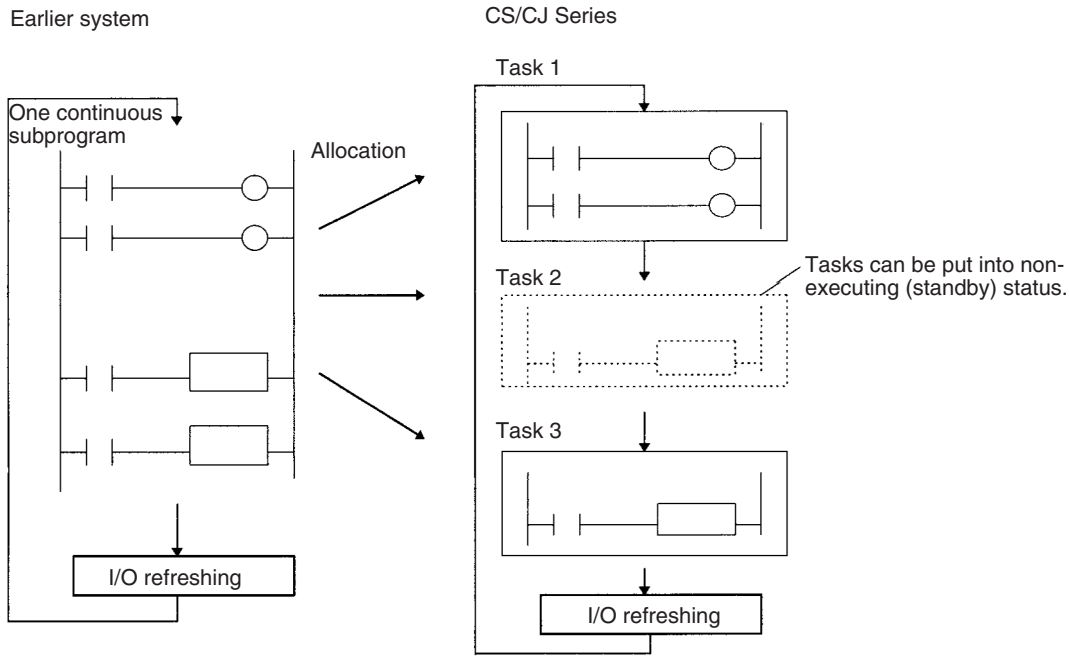 Earlier system
CS/CJ Series
One continuous
subprogram
Allocation
I/O refreshing
Task 1
Task 2
Tasks can be put into non-
executing (standby) status.
Task 3
I/O refreshing